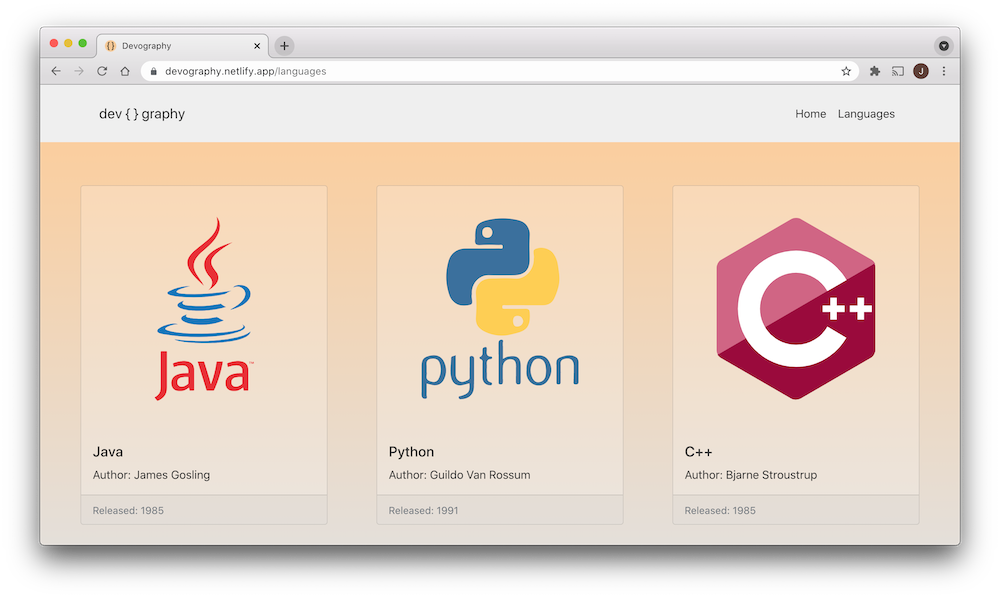 Devography
devography.netlify.app/languages
J
dev { } graphy
Home Languages
Java™
python
C++
Java
Author: James Gosling
Released: 1985
Python
Author: Guildo Van Rossum
Released: 1991
C++
Author: Bjarne Stroustrup
Released: 1985